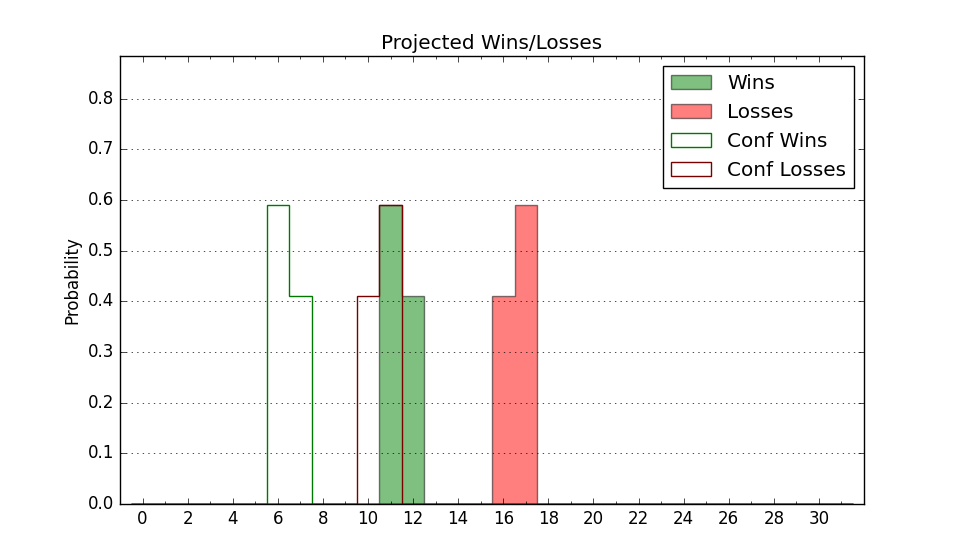 Projected Wins/Losses
Wins
Losses
Conf Wins
Conf Losses
Probability
0.8
0.7
0.6
0.5
0.4
0.3
0.2
0.1
0.0
0 2 4 6 8 10 12 14 16 18 20 22 24 26 28 30